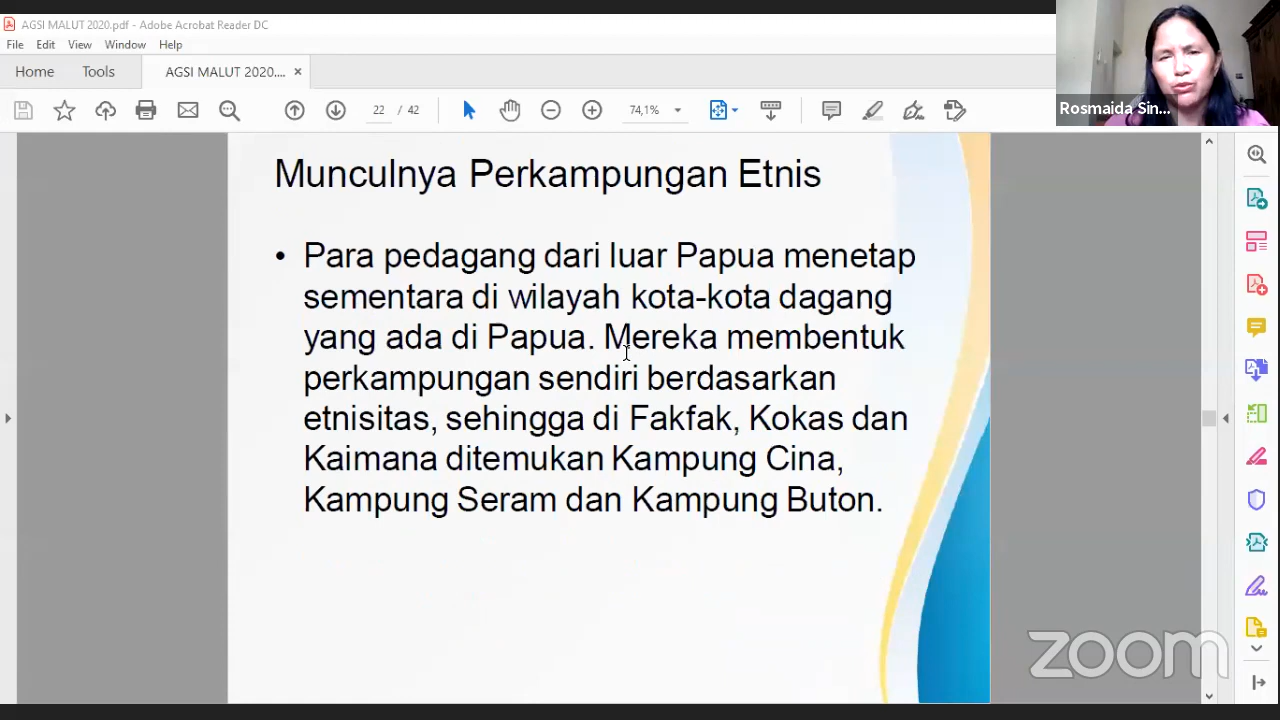 AGSI MALUT 2020.pdf - Adobe Acrobat Reader DC
File Edit View Window Help
Home Tools AGSI MALUT 2020....
22 / 42 74,1%
Rosmaida Sin...
Munculnya Perkampungan Etnis
• Para pedagang dari luar Papua menetap
sementara di wilayah kota-kota dagang
yang ada di Papua. Mereka membentuk
perkampungan sendiri berdasarkan
etnisitas, sehingga di Fakfak, Kokas dan
Kaimana ditemukan Kampung Cina,
Kampung Seram dan Kampung Buton.
zoom